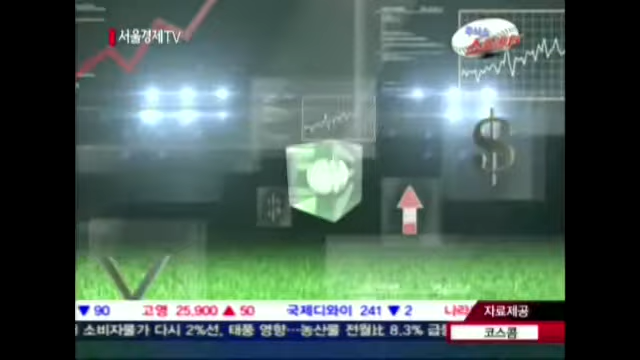 서울경제TV
$
$
▼ 90 고영 25,900 ▲ 50 국제디와이 241 ▼ 2
자료제공
소비자물가 다시 2%선, 태풍 영향…농산물 전월比 8.3% 급등
코스콤